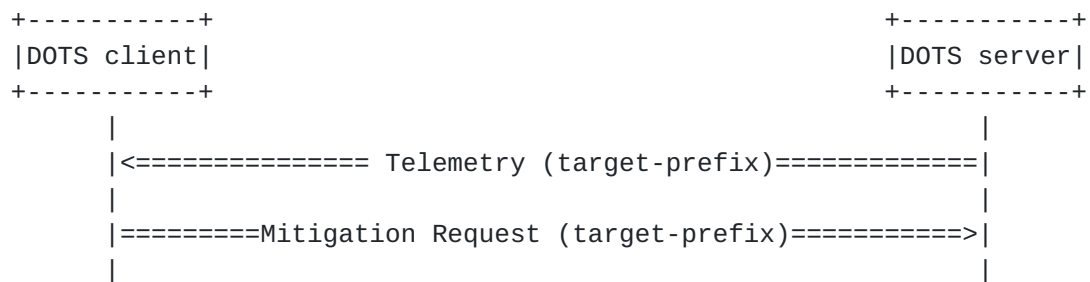 +-----------+ +-----------+
|DOTS client| |DOTS server|
+-----------+ +-----------+
| |
|<=============== Telemetry (target-prefix)=============|
| |
|=========Mitigation Request (target-prefix)===========>|
| |